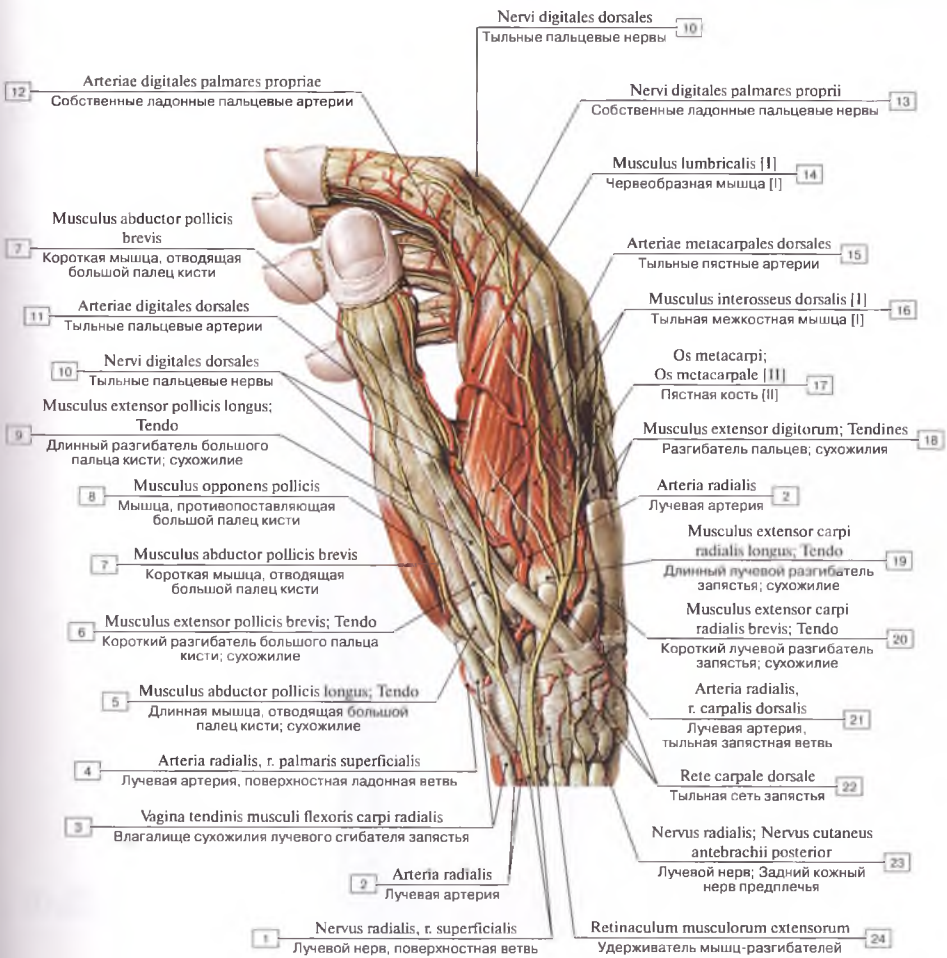 Nervi digitales dorsales
Тыльные пальцевые нервы
10
Arteriae digitales palmares propriae
Собственные ладонные пальцевые артерии
12
Nervi digitales palmares proprii
Собственные ладонные пальцевые нервы
13
Musculus lumbricalis [I]
Червеобразная мышца [I]
14
Musculus abductor pollicis
brevis
Короткая мышца, отводящая
большой палец кисти
7
Arteriae metacarpales dorsales
Тыльные пястные артерии
15
Arteriae digitales dorsales
Тыльные пальцевые артерии
11
Musculus interosseus dorsalis [I]
Тыльная межкостная мышца [I]
16
Nervi digitales dorsales
Тыльные пальцевые нервы
10
Os metacarpi;
Os metacarpale [II]
Пястная кость [II]
17
Musculus extensor pollicis longus;
Tendo
Длинный разгибатель большого
пальца кисти; сухожилие
9
Musculus extensor digitorum; Tendines
Разгибатель пальцев; сухожилия
18
Musculus opponens pollicis
Мышца, противопоставляющая
большой палец кисти
8
Arteria radialis
Лучевая артерия
2
Musculus abductor pollicis brevis
Короткая мышца, отводящая
большой палец кисти
7
Musculus extensor carpi
radialis longus; Tendo
Длинный лучевой разгибатель
запястья; сухожилие
19
Musculus extensor pollicis brevis; Tendo
Короткий разгибатель большого пальца
кисти; сухожилие
6
Musculus extensor carpi
radialis brevis; Tendo
Короткий лучевой разгибатель
запястья; сухожилие
20
Musculus abductor pollicis longus; Tendo
Длинная мышца, отводящая большой
палец кисти; сухожилие
5
Arteria radialis,
r. carpalis dorsalis
Лучевая артерия,
тыльная запястная ветвь
21
Arteria radialis, r. palmaris superficialis
Лучевая артерия, поверхностная ладонная ветвь
4
Rete carpale dorsale
Тыльная сеть запястья
22
Vagina tendinis musculi flexoris carpi radialis
Влагалище сухожилия лучевого сгибателя запястья
3
Nervus radialis; Nervus cutaneus
antebrachii posterior
Лучевой нерв; Задний кожный
нерв предплечья
23
Arteria radialis
Лучевая артерия
2
Nervus radialis, r. superficialis
Лучевой нерв, поверхностная ветвь
1
Retinaculum musculorum extensorum
Удерживатель мышц-разгибателей
24